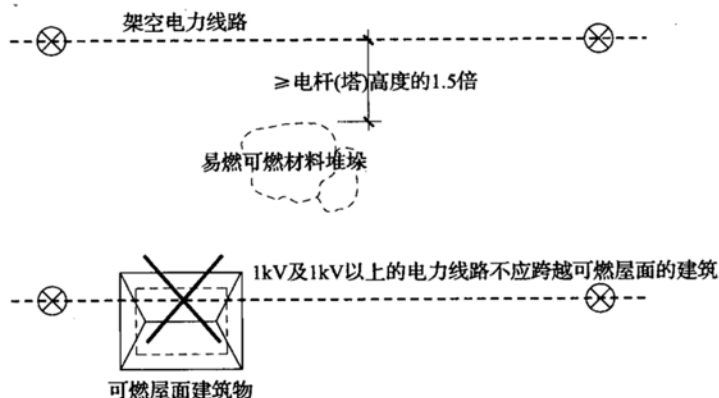 架空电力线路
≥电杆(塔)高度的1.5倍
易燃可燃材料堆垛
1kV及1kV以上的电力线路不应跨越可燃屋面的建筑
可燃屋面建筑物